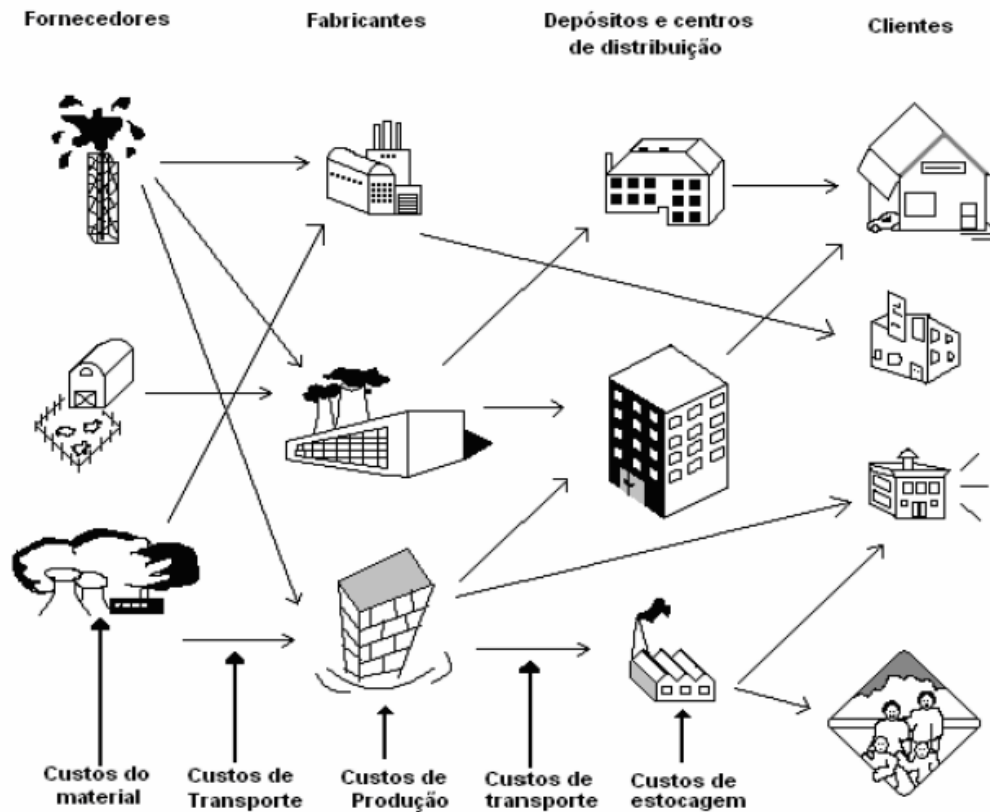 Fornecedores
Fabricantes
Depósitos e centros
de distribuição
Clientes
Custos do
material
Custos de
Transporte
Custos de
Produção
Custos de
transporte
Custos de
estocagem